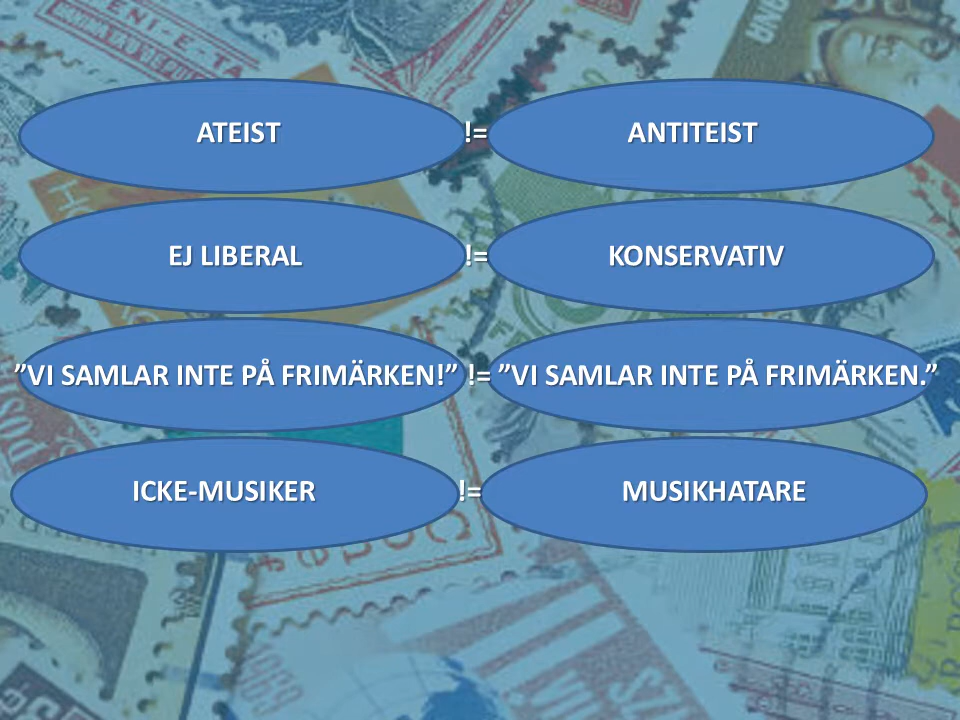 ATEIST != ANTITEIST
EJ LIBERAL != KONSERVATIV
”VI SAMLAR INTE PÅ FRIMÄRKEN!” != ”VI SAMLAR INTE PÅ FRIMÄRKEN.”
ICKE-MUSIKER != MUSIKHATARE